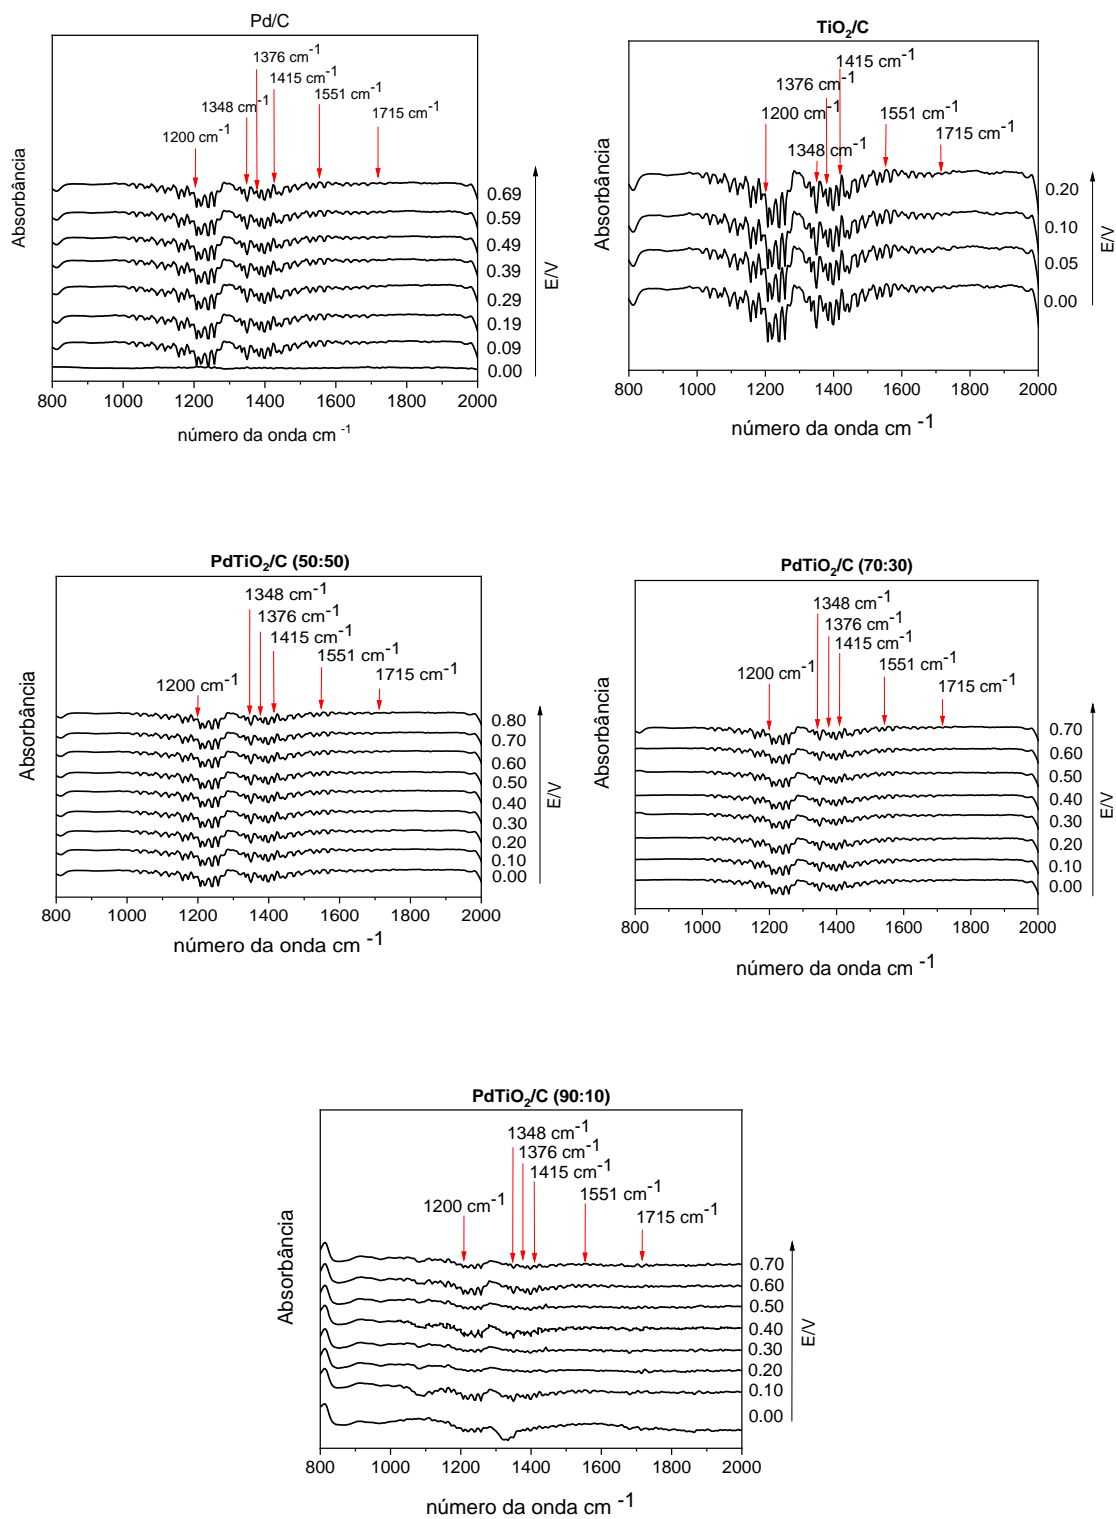 Pd/C
1376 cm-1
1415 cm-1
1348 cm-1
1551 cm-1
1715 cm-1
1200 cm-1
Absorbância
0.69
0.59
0.49
0.39
0.29
0.19
0.09
0.00
E/V
800 1000 1200 1400 1600 1800 2000
número da onda cm -1
TiO2/C
1415 cm-1
1376 cm-1
1200 cm-1
1551 cm-1
1348 cm-1
1715 cm-1
Absorbância
0.20
0.10
0.05
0.00
E/V
800 1000 1200 1400 1600 1800 2000
número da onda cm -1
PdTiO2/C (50:50)
1348 cm-1
1376 cm-1
1415 cm-1
1551 cm-1
1715 cm-1
1200 cm-1
Absorbância
0.80
0.70
0.60
0.50
0.40
0.30
0.20
0.10
0.00
E/V
800 1000 1200 1400 1600 1800 2000
número da onda cm -1
PdTiO2/C (70:30)
1348 cm-1
1376 cm-1
1415 cm-1
1200 cm-1
1551 cm-1
1715 cm-1
Absorbância
0.70
0.60
0.50
0.40
0.30
0.20
0.10
0.00
E/V
800 1000 1200 1400 1600 1800 2000
número da onda cm -1
PdTiO2/C (90:10)
1348 cm-1
1376 cm-1
1415 cm-1
1551 cm-1
1200 cm-1
1715 cm-1
Absorbância
0.70
0.60
0.50
0.40
0.30
0.20
0.10
0.00
E/V
800 1000 1200 1400 1600 1800 2000
número da onda cm -1